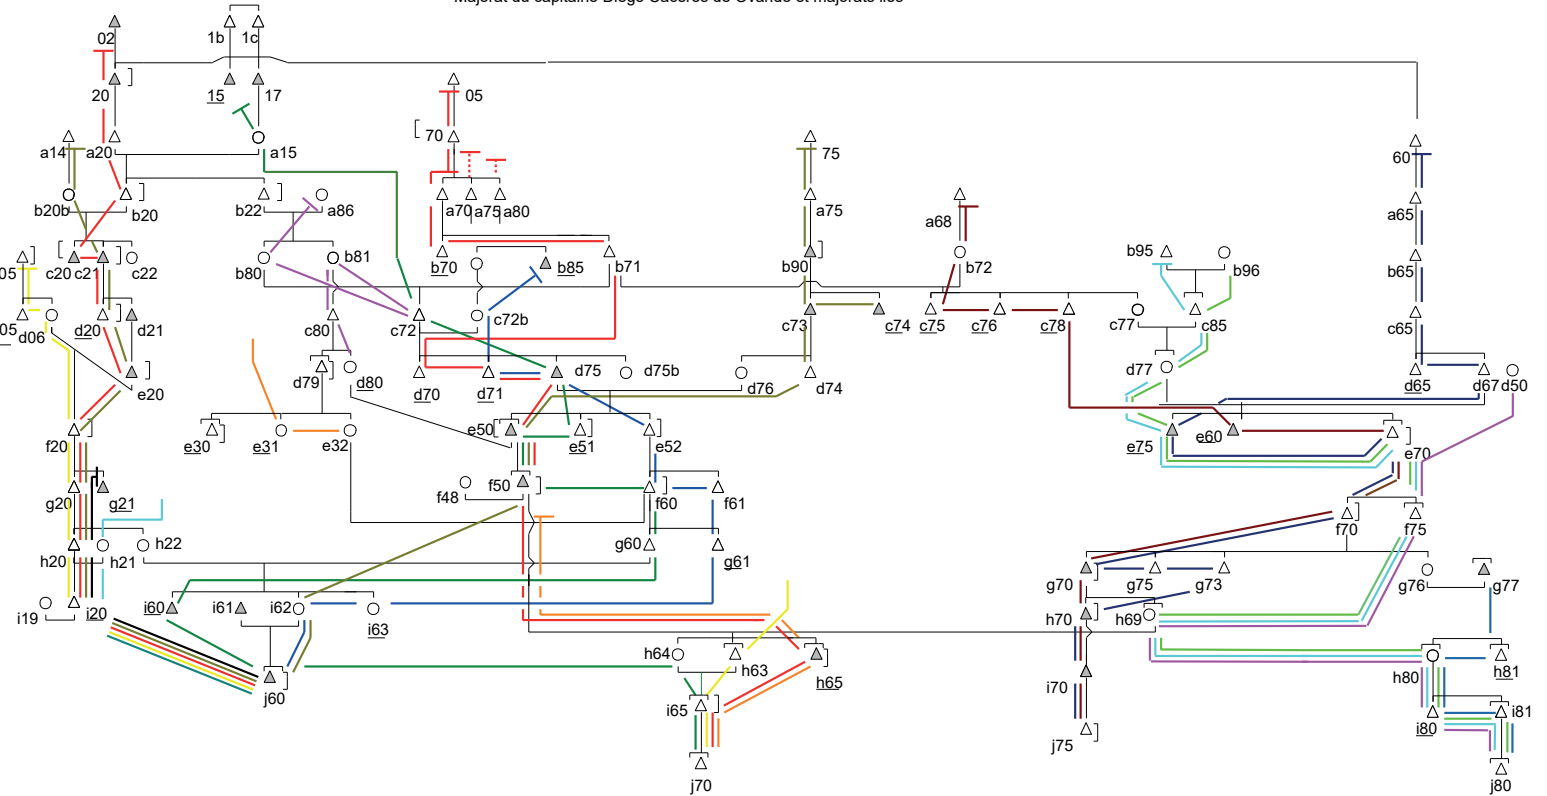 Majorat du capitaine Diego Caceres de Ovando et majorats liés
02 1b 1c
20 15 17 05
70
a14 a20 a15 75 60
b20b b20 b22 a86 a70 a75 a80 a75 a68 a65
c20 c21 c22 b80 b81 b70 b85 b71 b90 b72 b95 b96 b65
05
05 d06 d20 d21 c80 c72 c72b c73 c74 c75 c76 c78 c77 c85 c65
e20 d79 d80 d70 d71 d75 d75b d76 d74 d77 d65 d67 d50
f20 e30 e31 e32 e50 e51 e52 e75 e60 e70
g20 g21 f48 f50 f60 f61 f70 f75
h20 h21 h22 g60 g61 g70 g75 g73 g76 g77
i19 i20 i60 i61 i62 i63 h70 h69
j60 h64 h63 h65 i70 h80 h81
i65 j75 i80 i81
j70 j80